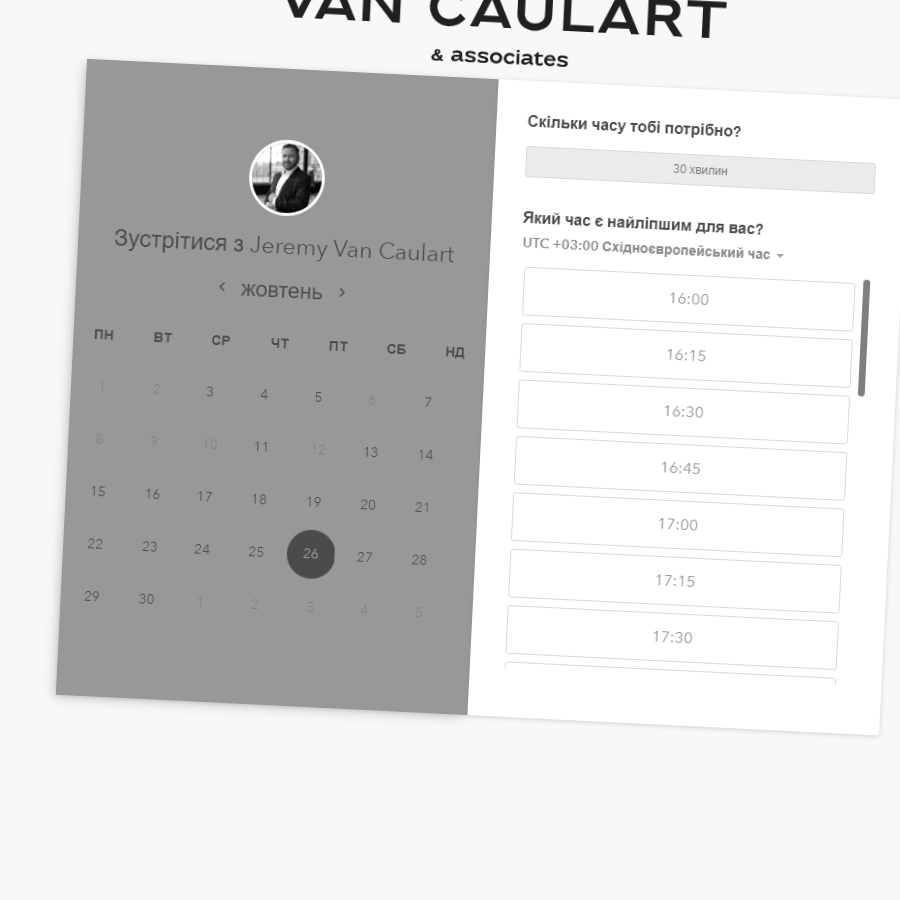 VAN CAULART
& associates
Зустрітися з Jeremy Van Caulart
жовтень
ПН ВТ СР ЧТ ПТ СБ НД
1 2 3 4 5 6 7
8 9 10 11 12 13 14
15 16 17 18 19 20 21
22 23 24 25 26 27 28
29 30 1 2 3 4 5
Скільки часу тобі потрібно?
30 хвилин
Який час є найліпшим для вас?
UTC +03:00 Східноєвропейський час
16:00
16:15
16:30
16:45
17:00
17:15
17:30